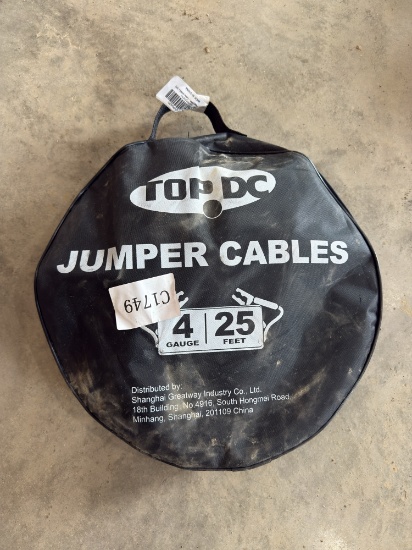 TOP DC
JUMPER CABLES
C1749
4 25
GAUGE FEET
Distributed by:
Shanghai Greatway Industry Co., Ltd.
18th Building, No.4916, South Hongmei Road,
Minhang, Shanghai, 201109 China